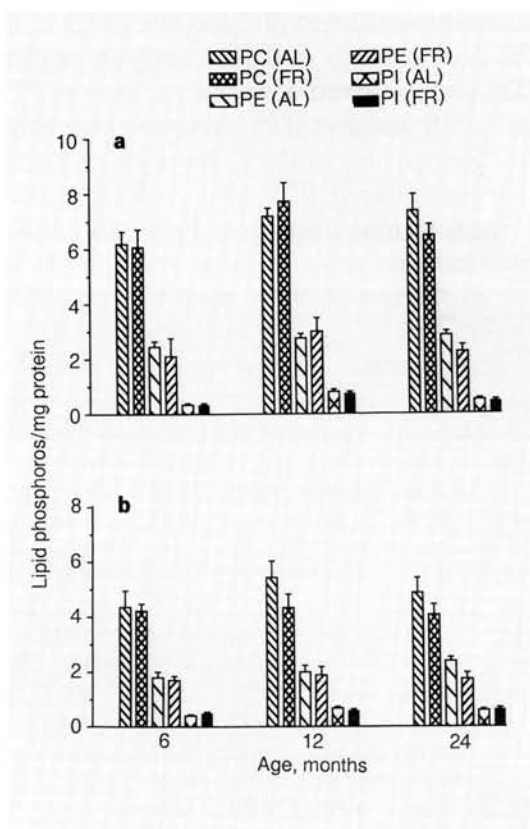 PC (AL) PE (FR)
PC (FR) PI (AL)
PE (AL) PI (FR)
a
10
8
6
4
2
0
b
8
6
4
2
0
Lipid phosphoros/mg protein
6 12 24
Age, months